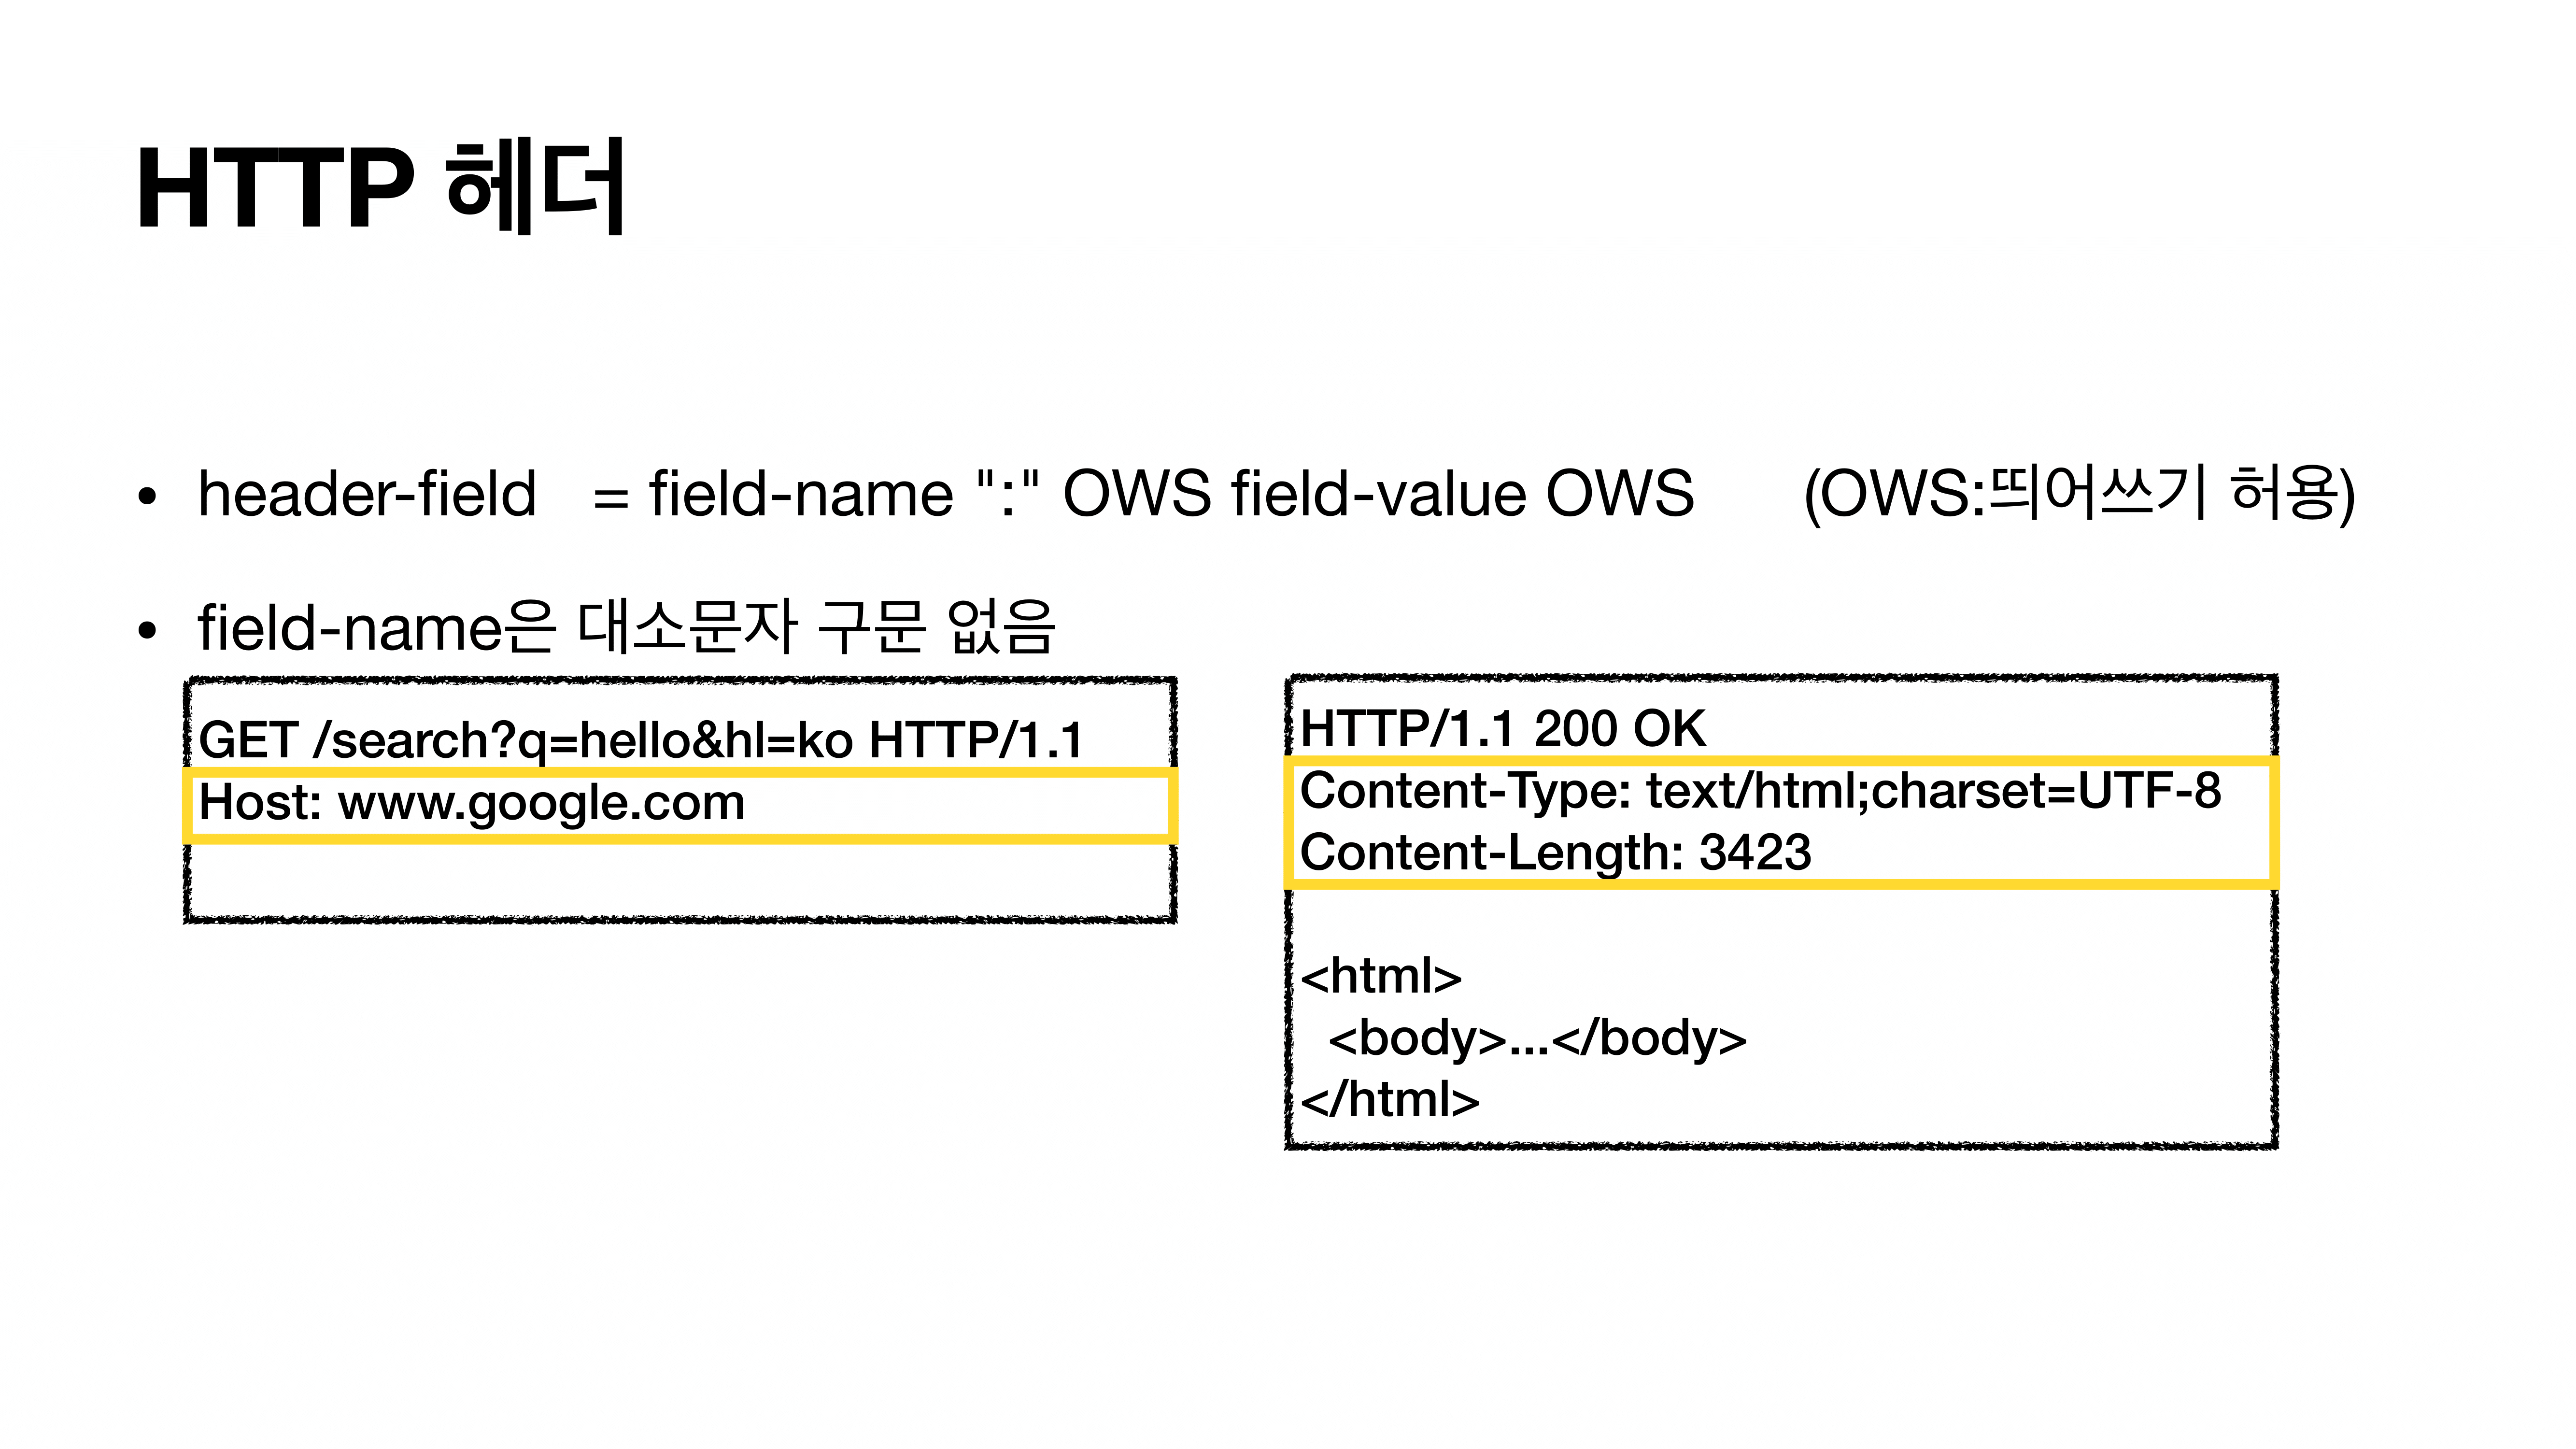 HTTP 헤더
• header-field = field-name ":" OWS field-value OWS (OWS:띄어쓰기 허용)
• field-name은 대소문자 구문 없음
GET /search?q=hello&hl=ko HTTP/1.1
Host: www.google.com
HTTP/1.1 200 OK
Content-Type: text/html;charset=UTF-8
Content-Length: 3423
<html>
<body>...</body>
</html>